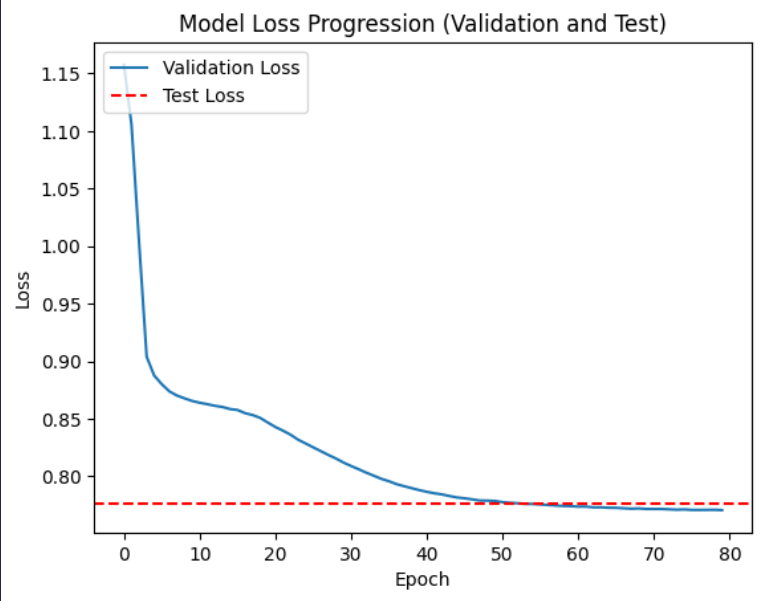 Model Loss Progression (Validation and Test)
Validation Loss
Test Loss
1.15
1.10
1.05
1.00
0.95
0.90
0.85
0.80
Loss
0 10 20 30 40 50 60 70 80
Epoch